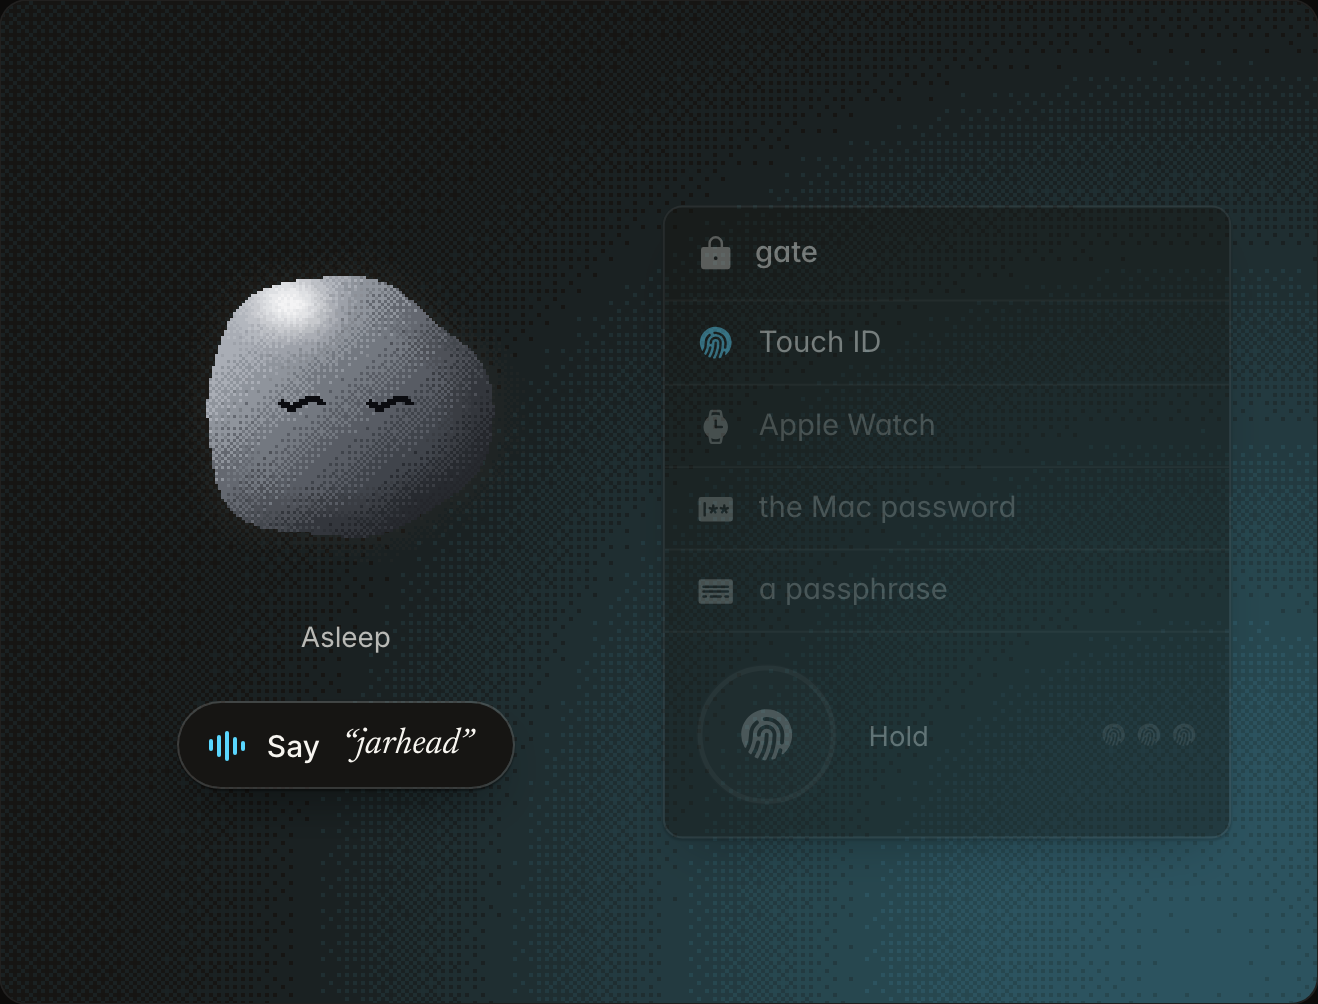 Asleep
Say “jarhead”
gate
Touch ID
Apple Watch
the Mac password
a passphrase
Hold